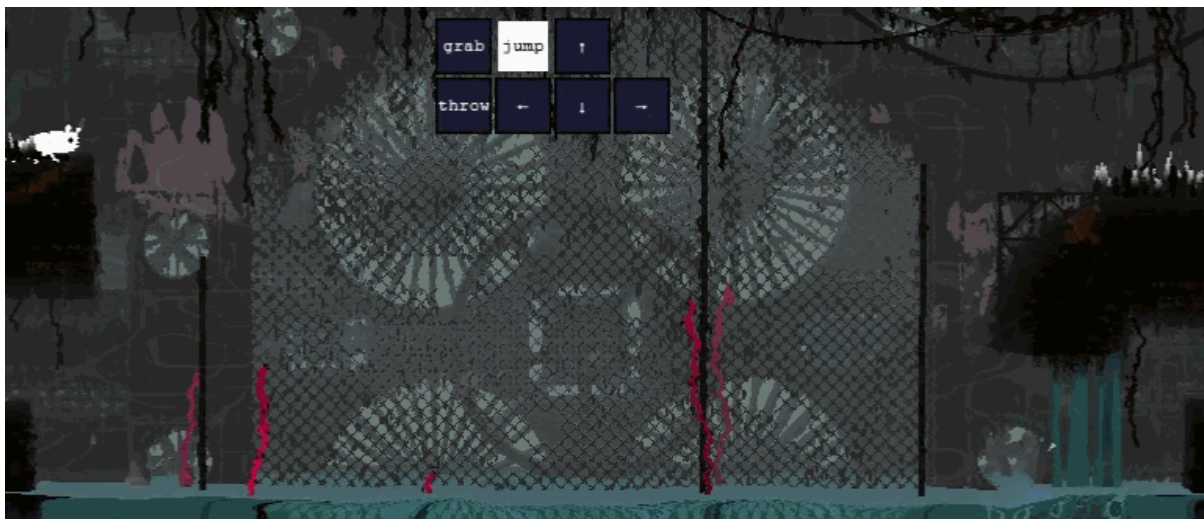 grab jump ↑
throw ← ↓ →